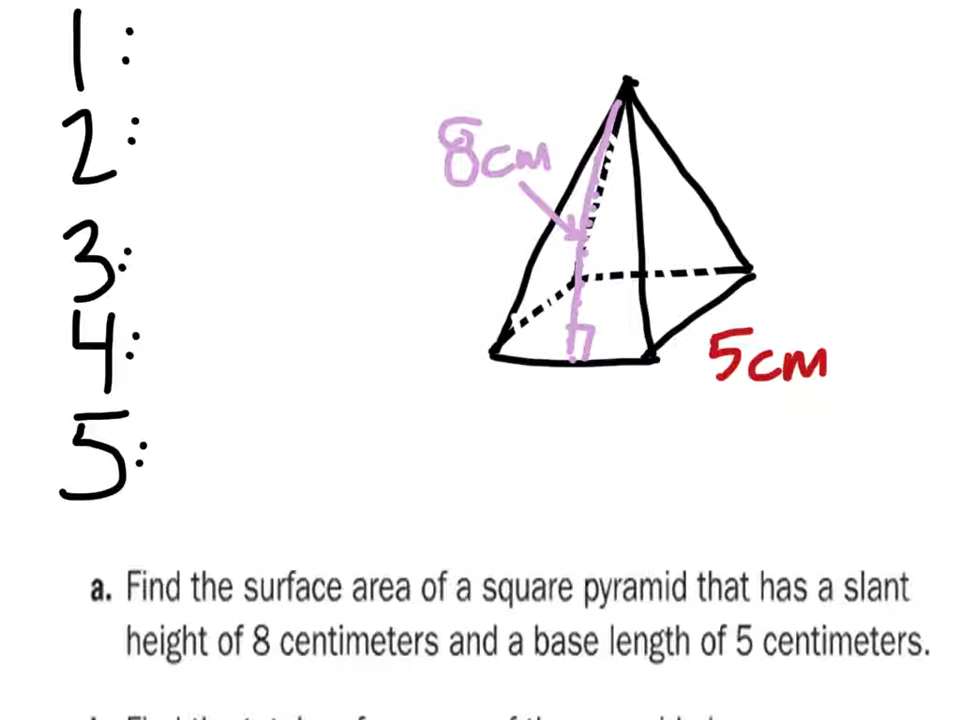 1:
2:
8cm
3:
4:
5cm
5:
a. Find the surface area of a square pyramid that has a slant
height of 8 centimeters and a base length of 5 centimeters.